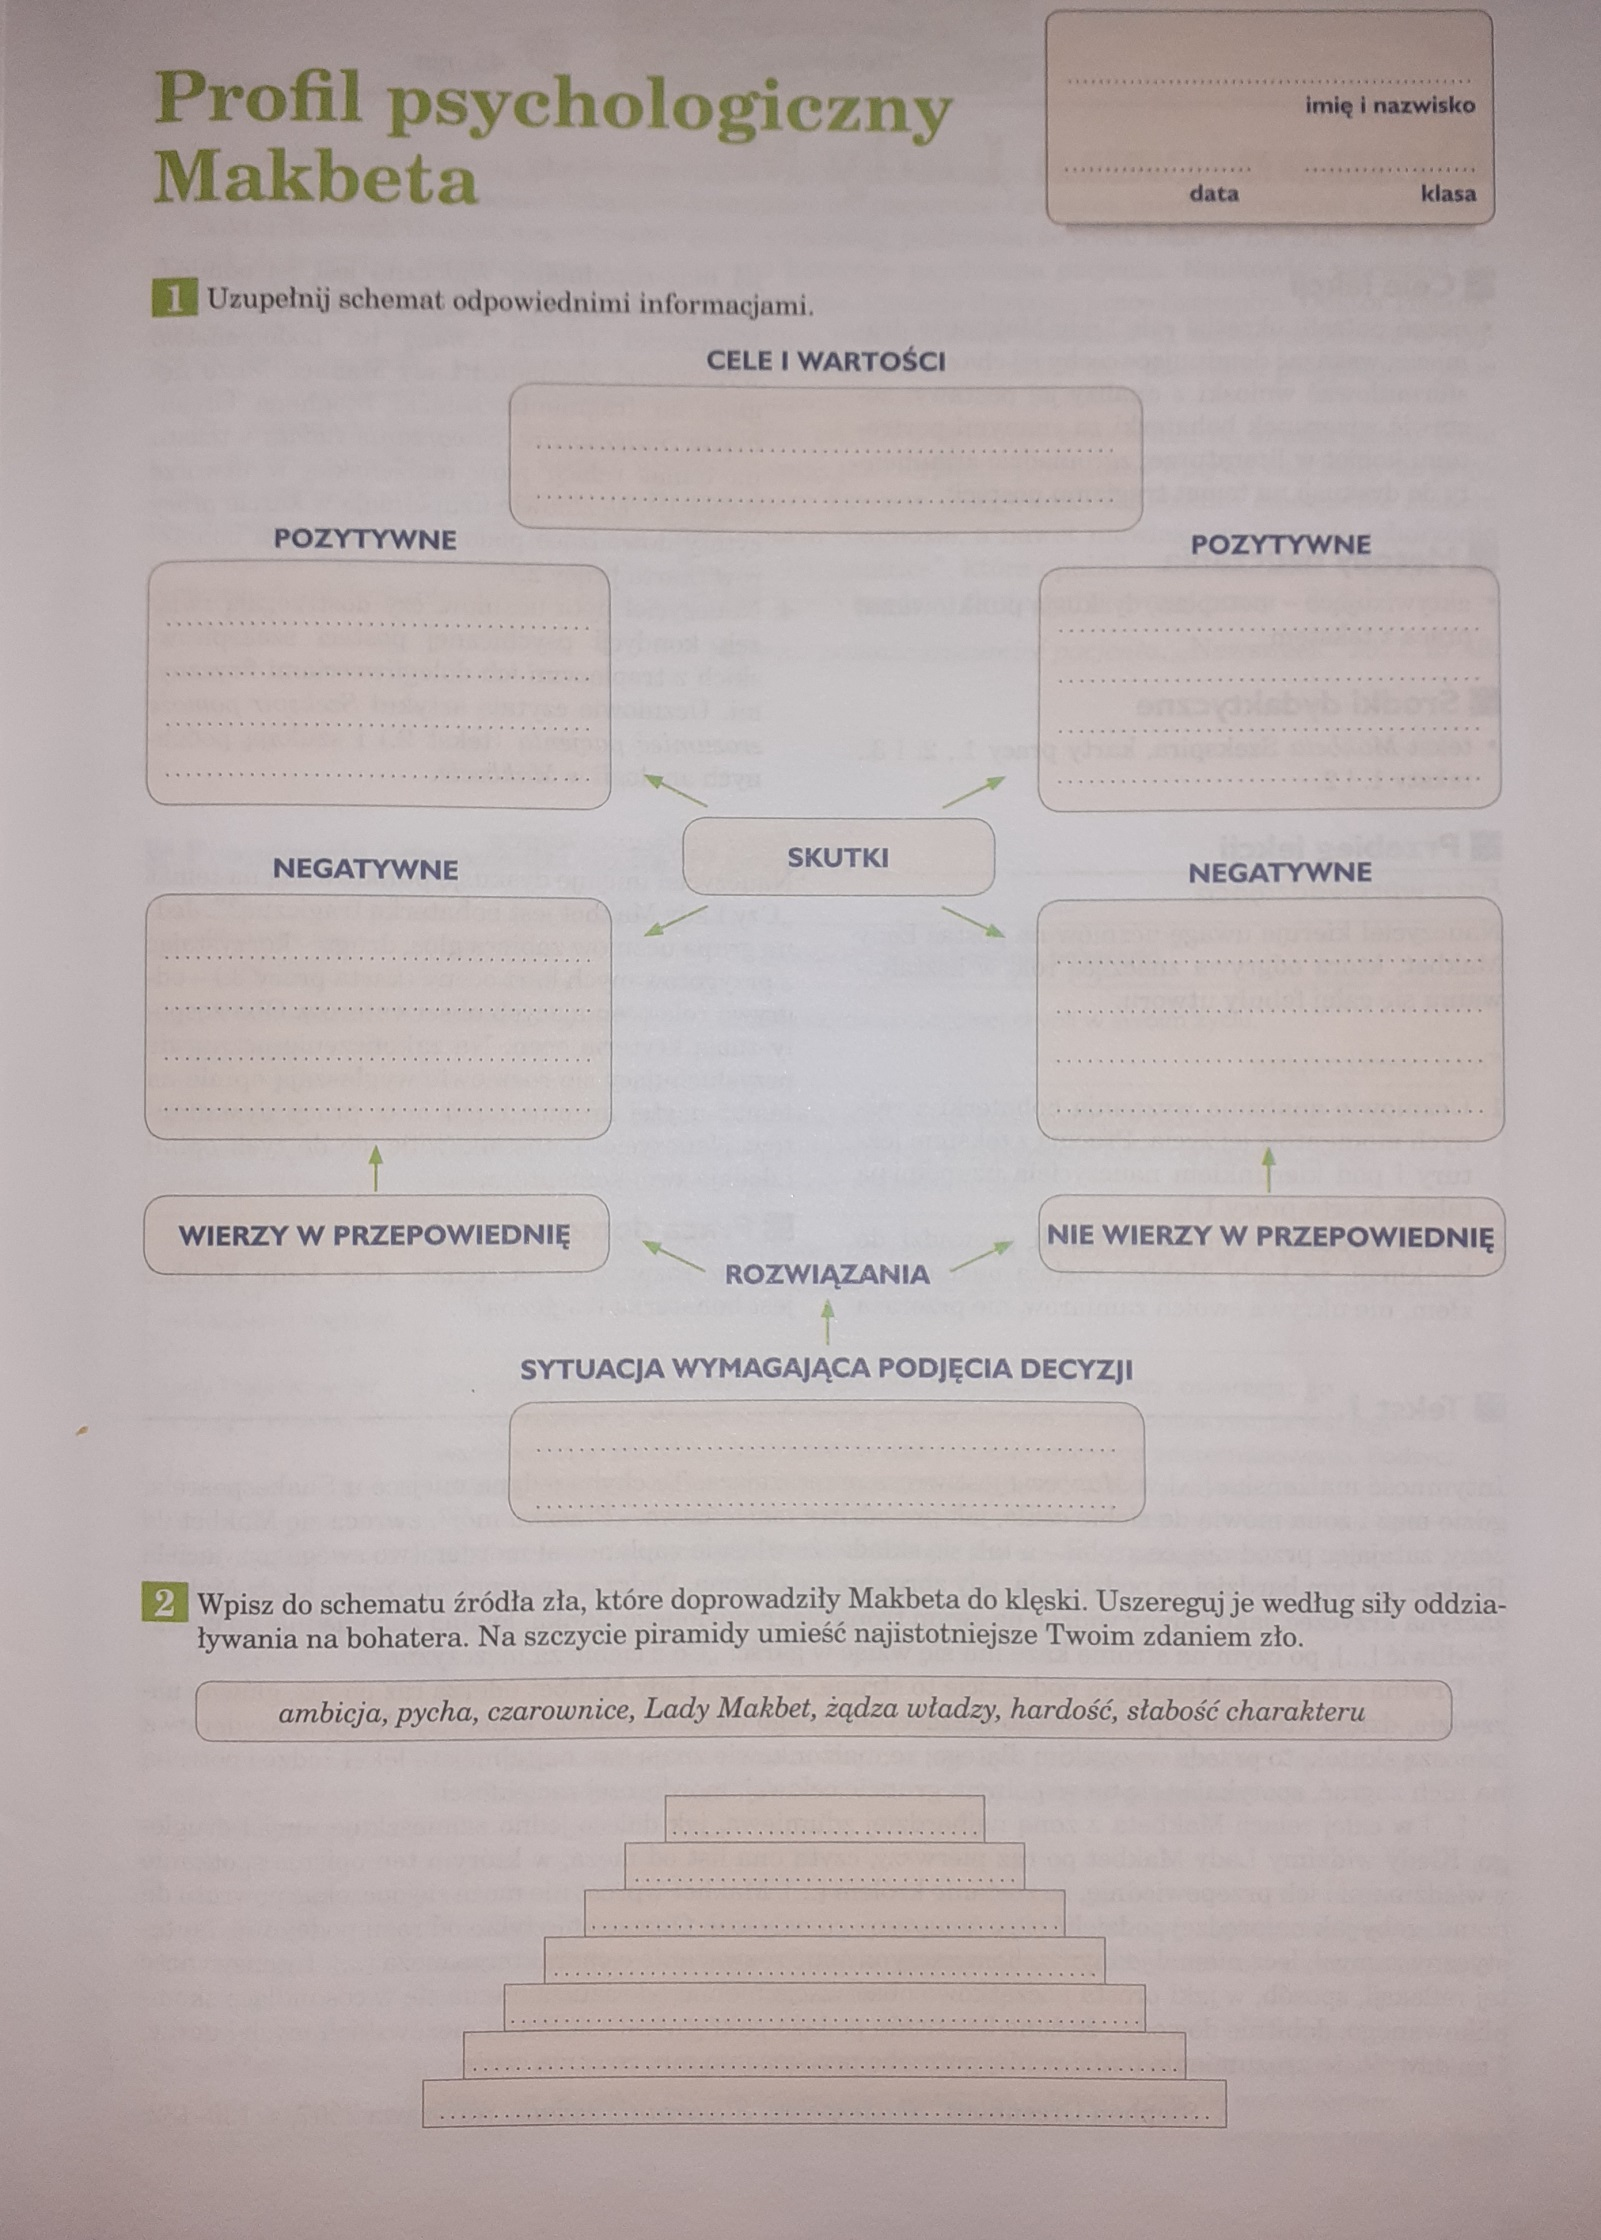 Profil psychologiczny
Makbeta
imię i nazwisko
data klasa
1 Uzupełnij schemat odpowiednimi informacjami.
CELE I WARTOŚCI
POZYTYWNE POZYTYWNE
SKUTKI
NEGATYWNE NEGATYWNE
WIERZY W PRZEPOWIEDNIĘ NIE WIERZY W PRZEPOWIEDNIĘ
ROZWIĄZANIA
SYTUACJA WYMAGAJĄCA PODJĘCIA DECYZJI
2 Wpisz do schematu źródła zła, które doprowadziły Makbeta do klęski. Uszereguj je według siły oddzia-
ływania na bohatera. Na szczycie piramidy umieść najistotniejsze Twoim zdaniem zło.
ambicja, pycha, czarownice, Lady Makbet, żądza władzy, hardość, słabość charakteru